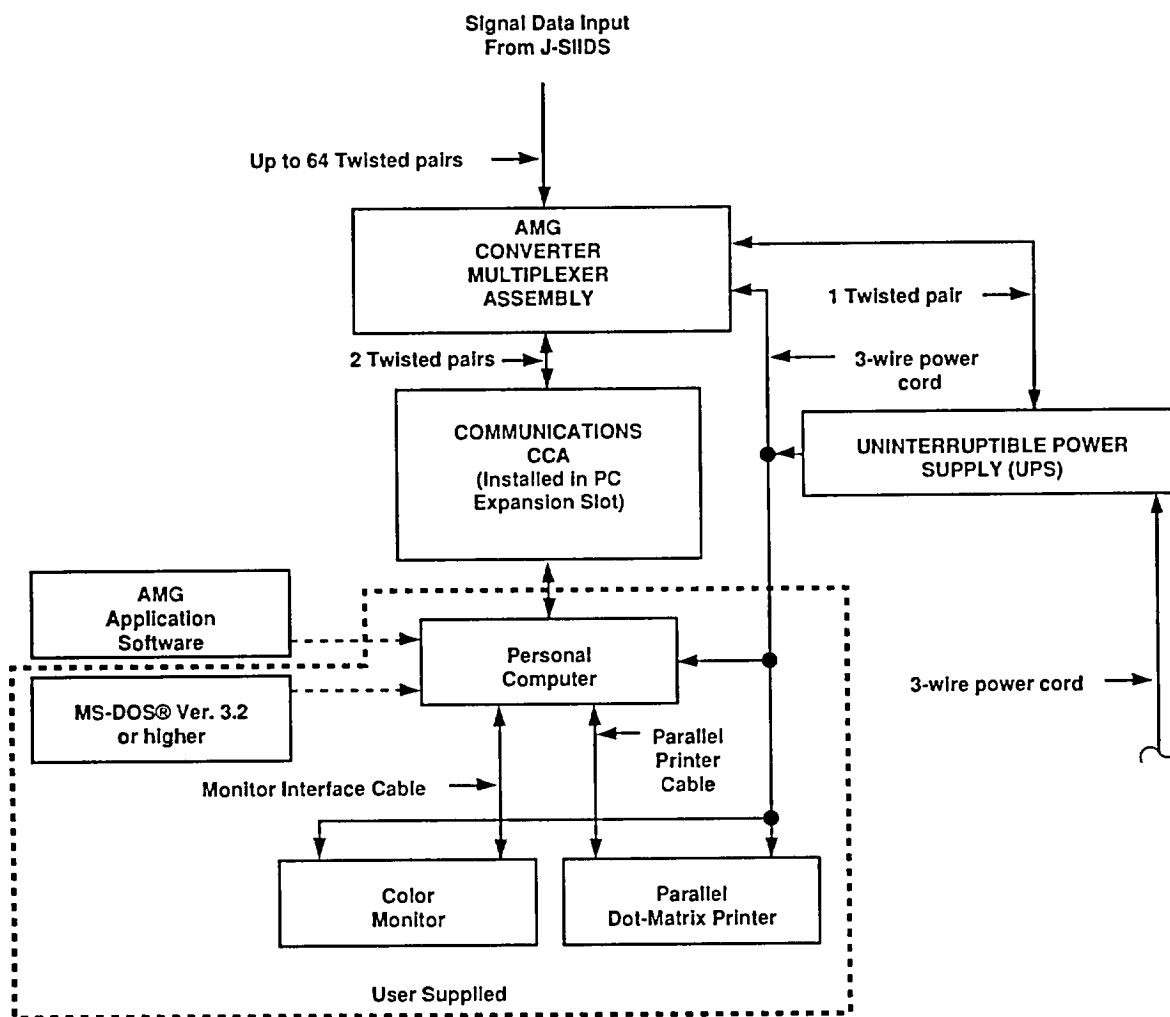 Signal Data Input
From J-SIIDS
Up to 64 Twisted pairs
AMG
CONVERTER
MULTIPLEXER
ASSEMBLY
1 Twisted pair
2 Twisted pairs
3-wire power
cord
COMMUNICATIONS
CCA
(Installed in PC
Expansion Slot)
UNINTERRUPTIBLE POWER
SUPPLY (UPS)
AMG
Application
Software
Personal
Computer
MS-DOS® Ver. 3.2
or higher
3-wire power cord
Parallel
Printer
Cable
Monitor Interface Cable
Color
Monitor
Parallel
Dot-Matrix Printer
User Supplied